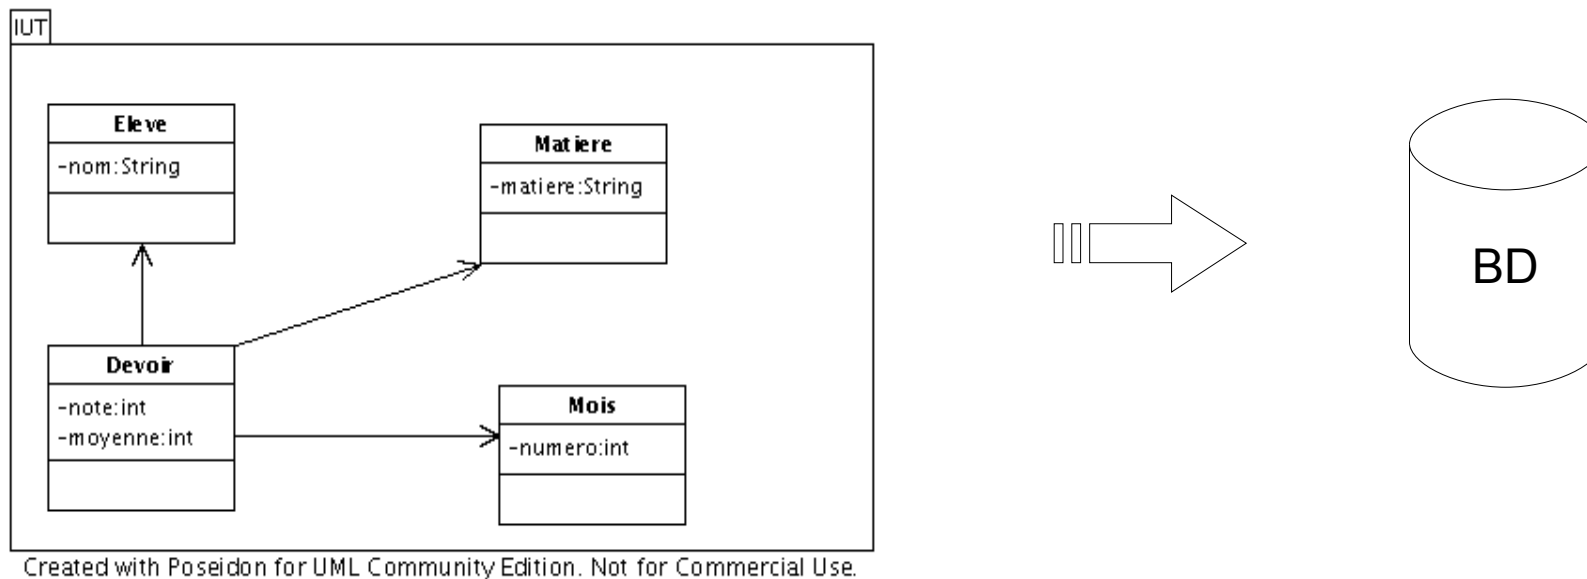 IUT
Eleve
-nom:String
Matiere
-matiere:String
BD
Devoir
-note:int
-moyenne:int
Mois
-numero:int
Created with Poseidon for UML Community Edition. Not for Commercial Use.